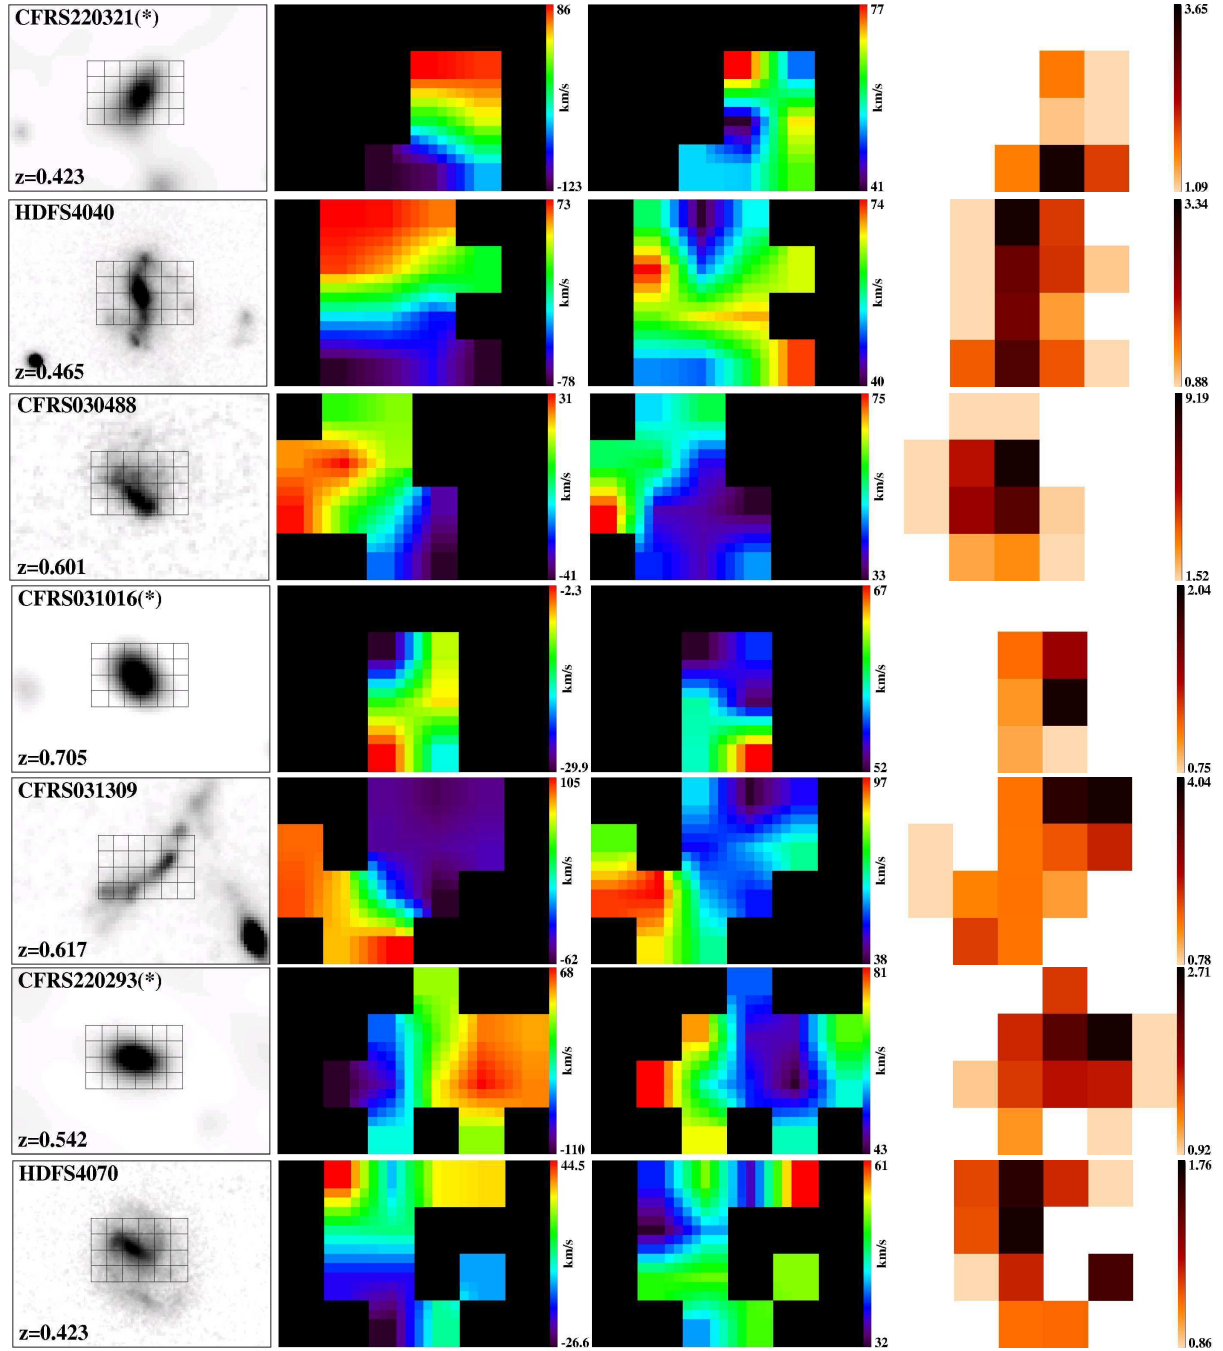 CFRS220321(*)
z=0.423
86
km/s
-123
77
km/s
41
3.65
1.09
HDFS4040
z=0.465
73
km/s
-78
74
km/s
40
3.34
0.88
CFRS030488
z=0.601
31
km/s
-41
75
km/s
33
9.19
1.52
CFRS031016(*)
z=0.705
-2.3
km/s
-29.9
67
km/s
52
2.04
0.75
CFRS031309
z=0.617
105
km/s
-62
97
km/s
38
4.04
0.78
CFRS220293(*)
z=0.542
68
km/s
-110
81
km/s
43
2.71
0.92
HDFS4070
z=0.423
44.5
km/s
-26.6
61
km/s
32
1.76
0.86